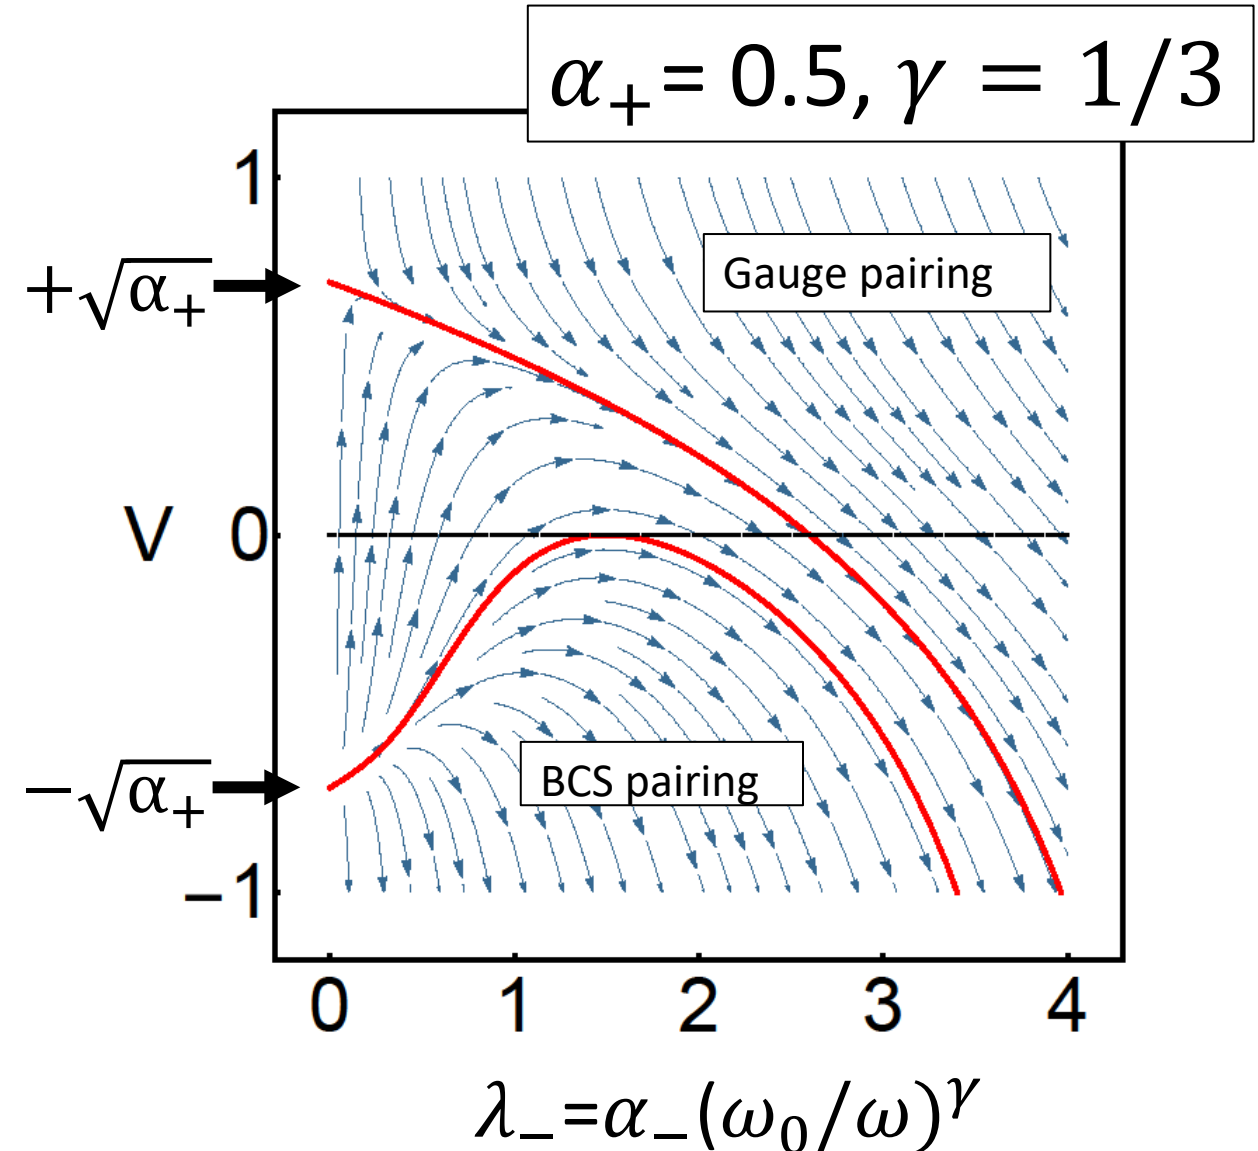 α₊= 0.5, γ = 1/3
1
+√α₊
Gauge pairing
V 0
−√α₊
BCS pairing
−1
0 1 2 3 4
λ₋=α₋(ω₀/ω)^γ